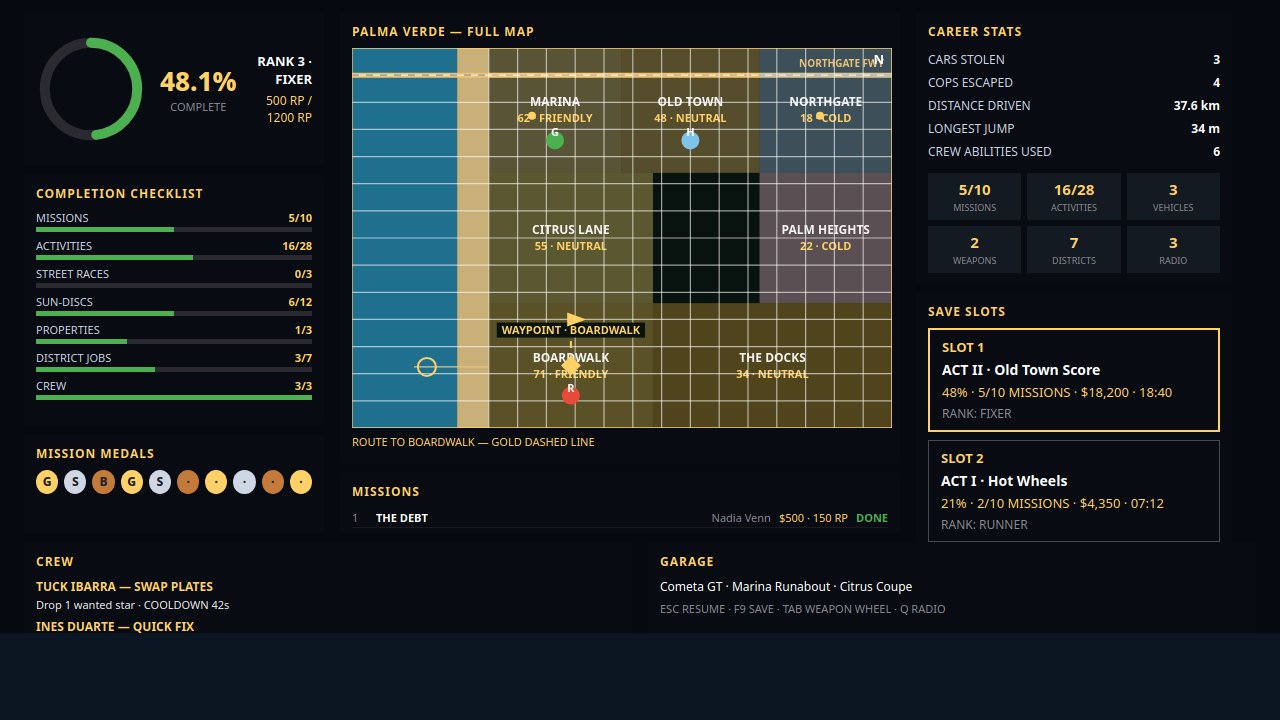 48.1%
COMPLETE
RANK 3 ·
FIXER
500 RP /
1200 RP
COMPLETION CHECKLIST
MISSIONS 5/10
ACTIVITIES 16/28
STREET RACES 0/3
SUN-DISCS 6/12
PROPERTIES 1/3
DISTRICT JOBS 3/7
CREW 3/3
MISSION MEDALS
G S B G S · · · · ·
PALMA VERDE — FULL MAP
NORTHGATE FWY
N
MARINA
62 · FRIENDLY
G
OLD TOWN
48 · NEUTRAL
H
NORTHGATE
18 · COLD
CITRUS LANE
55 · NEUTRAL
PALM HEIGHTS
22 · COLD
WAYPOINT · BOARDWALK
BOARDWALK
71 · FRIENDLY
R
THE DOCKS
34 · NEUTRAL
ROUTE TO BOARDWALK — GOLD DASHED LINE
MISSIONS
1 THE DEBT Nadia Venn $500 · 150 RP DONE
CAREER STATS
CARS STOLEN 3
COPS ESCAPED 4
DISTANCE DRIVEN 37.6 km
LONGEST JUMP 34 m
CREW ABILITIES USED 6
5/10 16/28 3
MISSIONS ACTIVITIES VEHICLES
2 7 3
WEAPONS DISTRICTS RADIO
SAVE SLOTS
SLOT 1
ACT II · Old Town Score
48% · 5/10 MISSIONS · $18,200 · 18:40
RANK: FIXER
SLOT 2
ACT I · Hot Wheels
21% · 2/10 MISSIONS · $4,350 · 07:12
RANK: RUNNER
CREW
TUCK IBARRA — SWAP PLATES
Drop 1 wanted star · COOLDOWN 42s
INES DUARTE — QUICK FIX
GARAGE
Cometa GT · Marina Runabout · Citrus Coupe
ESC RESUME · F9 SAVE · TAB WEAPON WHEEL · Q RADIO